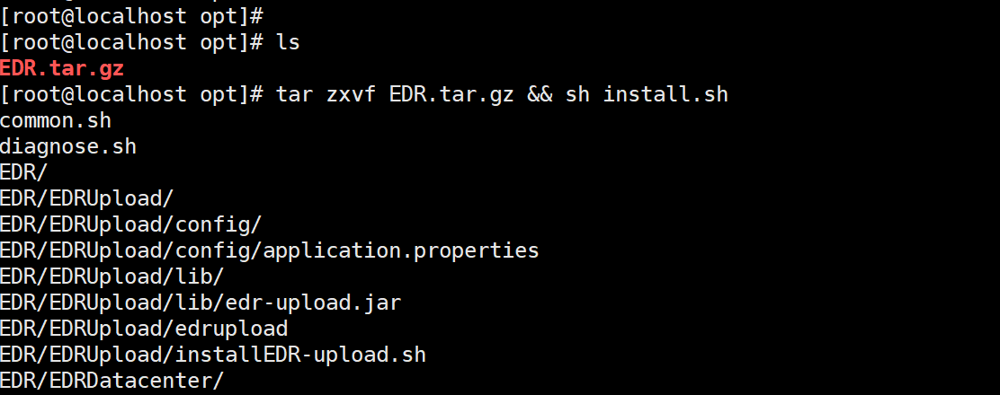 [root@localhost opt]#
[root@localhost opt]# ls
EDR.tar.gz
[root@localhost opt]# tar zxvf EDR.tar.gz && sh install.sh
common.sh
diagnose.sh
EDR/
EDR/EDRUpload/
EDR/EDRUpload/config/
EDR/EDRUpload/config/application.properties
EDR/EDRUpload/lib/
EDR/EDRUpload/lib/edr-upload.jar
EDR/EDRUpload/edrupload
EDR/EDRUpload/installEDR-upload.sh
EDR/EDRDatacenter/